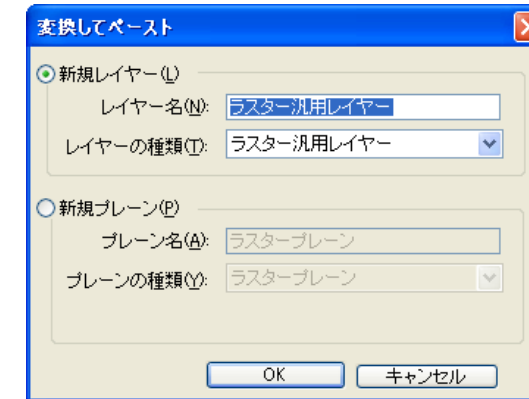 変換してペースト
新規レイヤー(L)
レイヤー名(N): ラスター汎用レイヤー
レイヤーの種類(T): ラスター汎用レイヤー
新規プレーン(P)
プレーン名(A): ラスタープレーン
プレーンの種類(Y): ラスタープレーン
OK キャンセル